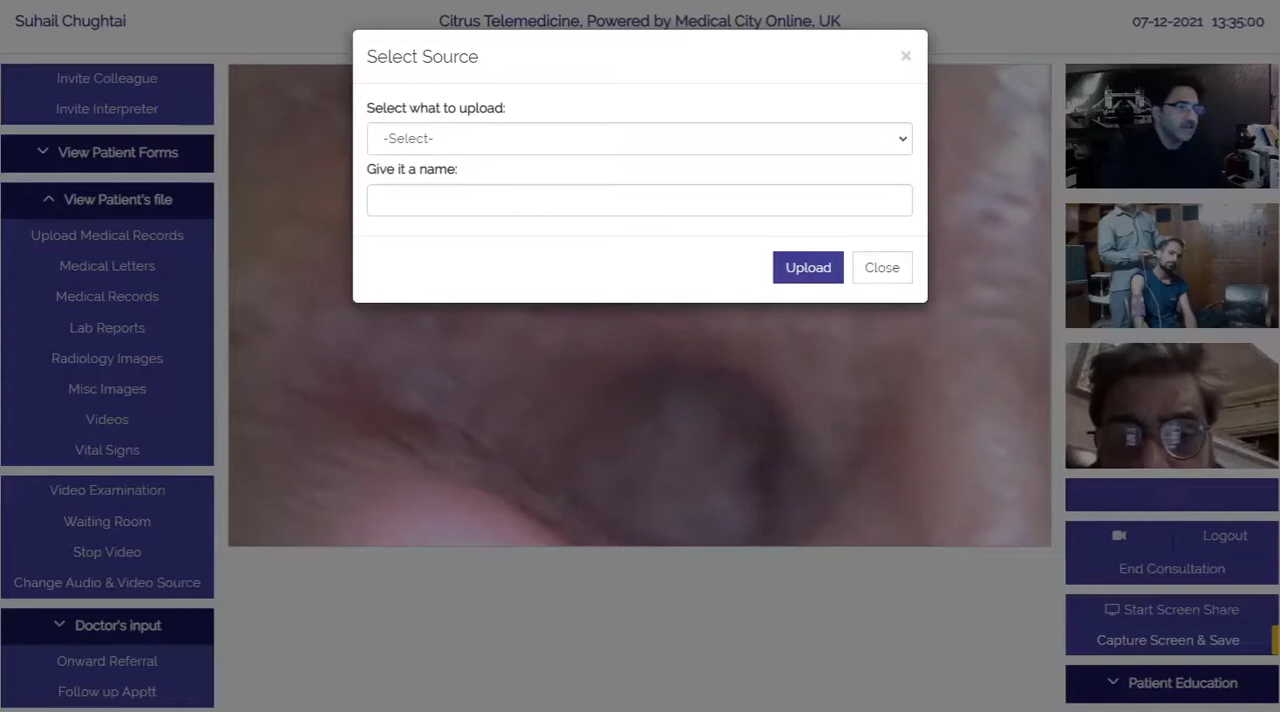 Suhail Chughtai
Citrus Telemedicine, Powered by Medical City Online, UK
07-12-2021 13:35:00
Select Source
×
Select what to upload:
-Select-
Give it a name:
Upload
Close
Invite Colleague
Invite Interpreter
View Patient Forms
View Patient's file
Upload Medical Records
Medical Letters
Medical Records
Lab Reports
Radiology Images
Misc Images
Videos
Vital Signs
Video Examination
Waiting Room
Stop Video
Change Audio & Video Source
Doctor's input
Onward Referral
Follow up Apptt
Logout
End Consultation
Start Screen Share
Capture Screen & Save
Patient Education